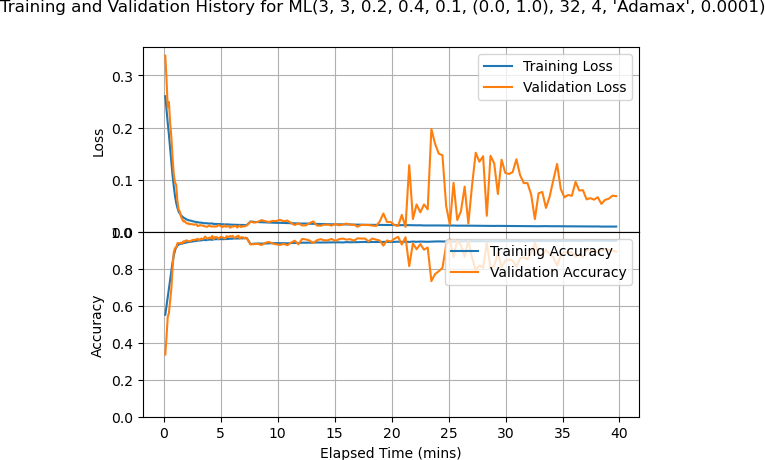 Training and Validation History for ML(3, 3, 0.2, 0.4, 0.1, (0.0, 1.0), 32, 4, 'Adamax', 0.0001)
Training Loss
Validation Loss
Loss
0.3
0.2
0.1
0.0
Training Accuracy
Validation Accuracy
Accuracy
1.0
0.8
0.6
0.4
0.2
0.0
0 5 10 15 20 25 30 35 40
Elapsed Time (mins)